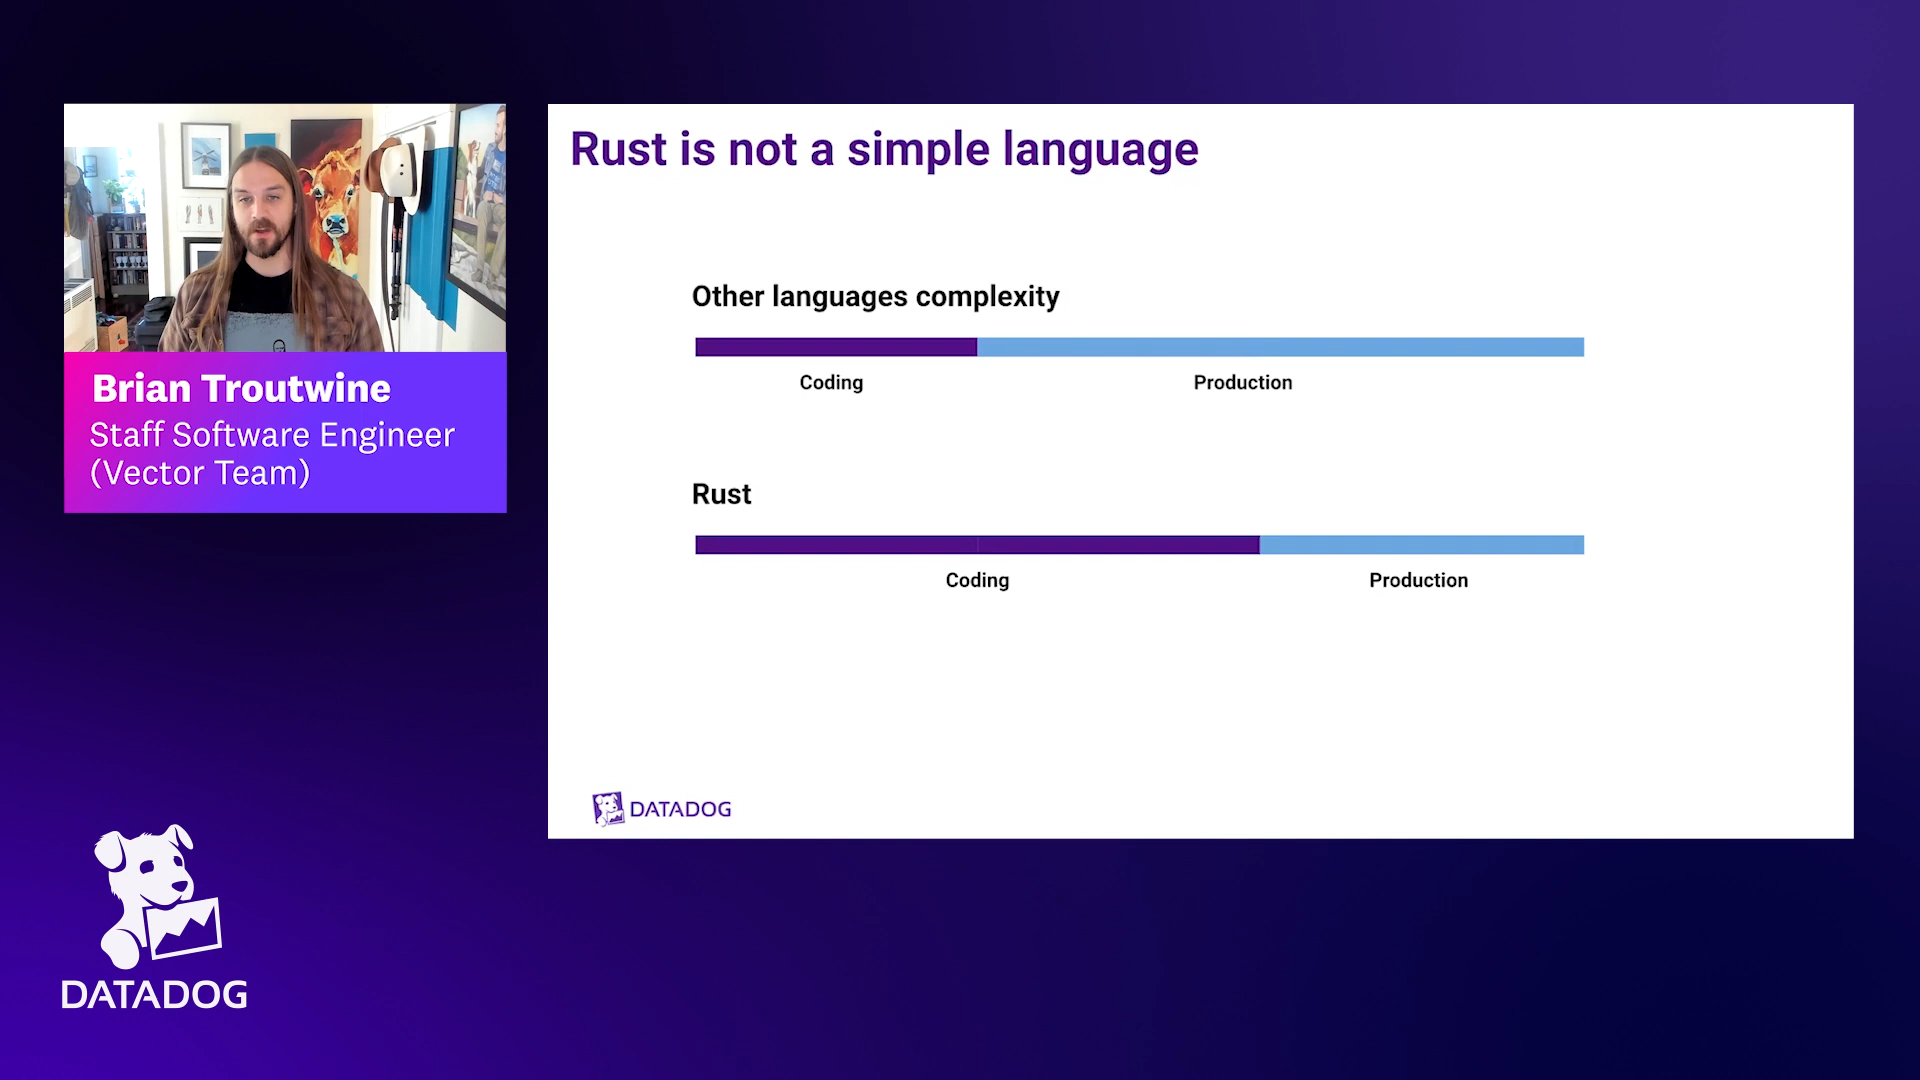 Brian Troutwine
Staff Software Engineer
(Vector Team)
DATADOG
Rust is not a simple language
Other languages complexity
Coding
Production
Rust
Coding
Production
DATADOG